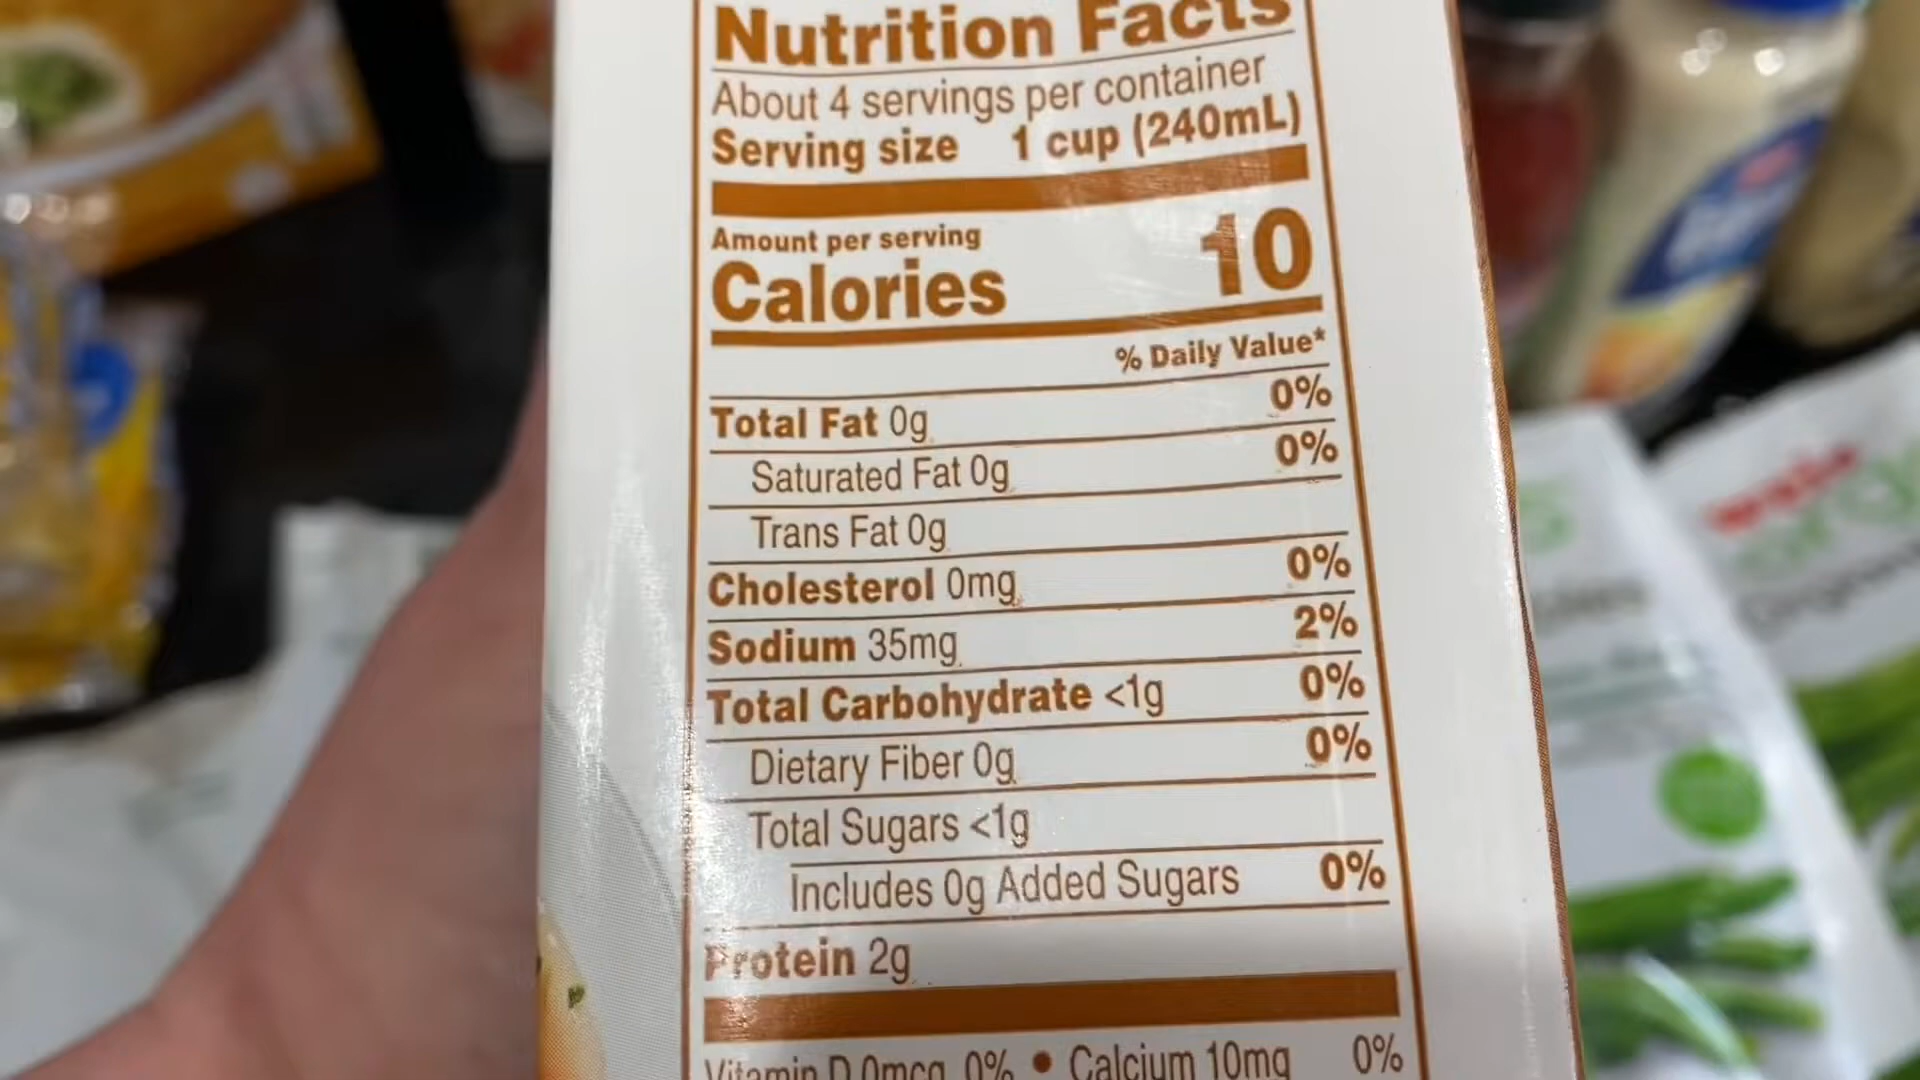 Nutrition Facts
About 4 servings per container
Serving size 1 cup (240mL)
Amount per serving
Calories 10
% Daily Value*
Total Fat 0g 0%
Saturated Fat 0g 0%
Trans Fat 0g
Cholesterol 0mg 0%
Sodium 35mg 2%
Total Carbohydrate <1g 0%
Dietary Fiber 0g 0%
Total Sugars <1g
Includes 0g Added Sugars 0%
Protein 2g
Vitamin D 0mcg 0% • Calcium 10mg 0%